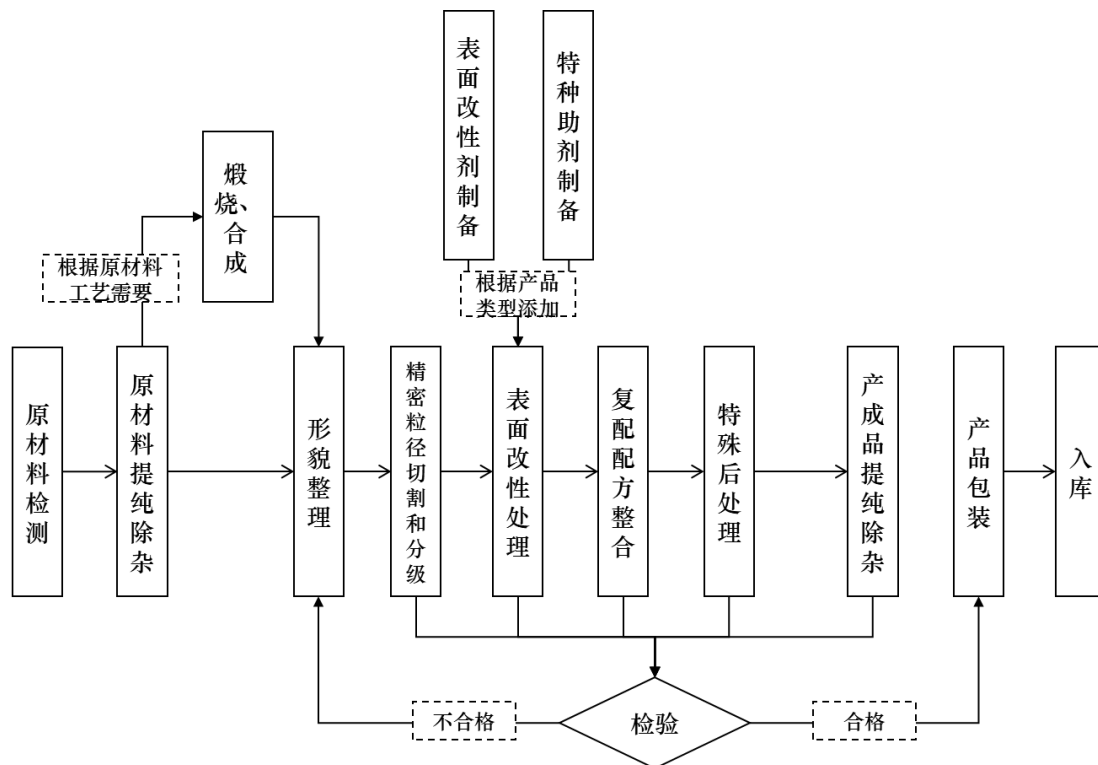 表面改性剂制备
特种助剂制备
煅烧、合成
根据原材料
工艺需要
根据产品
类型添加
原材料检测
原材料提纯除杂
形貌整理
精密粒径切割和分级
表面改性处理
复配配方整合
特殊后处理
产成品提纯除杂
产品包装
入库
不合格
检验
合格